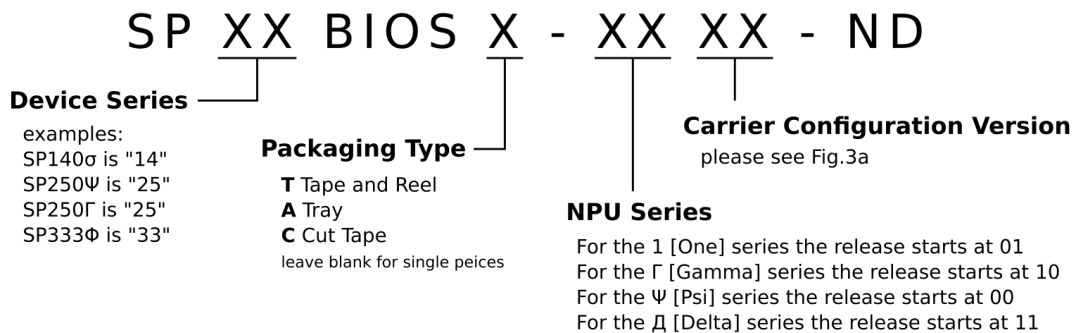 SP XX BIOS X - XX XX - ND
Device Series
examples:
SP140σ is "14"
SP250Ψ is "25"
SP250Γ is "25"
SP333Φ is "33"
Packaging Type
T Tape and Reel
A Tray
C Cut Tape
leave blank for single peices
Carrier Configuration Version
please see Fig.3a
NPU Series
For the 1 [One] series the release starts at 01
For the Γ [Gamma] series the release starts at 10
For the Ψ [Psi] series the release starts at 00
For the Д [Delta] series the release starts at 11